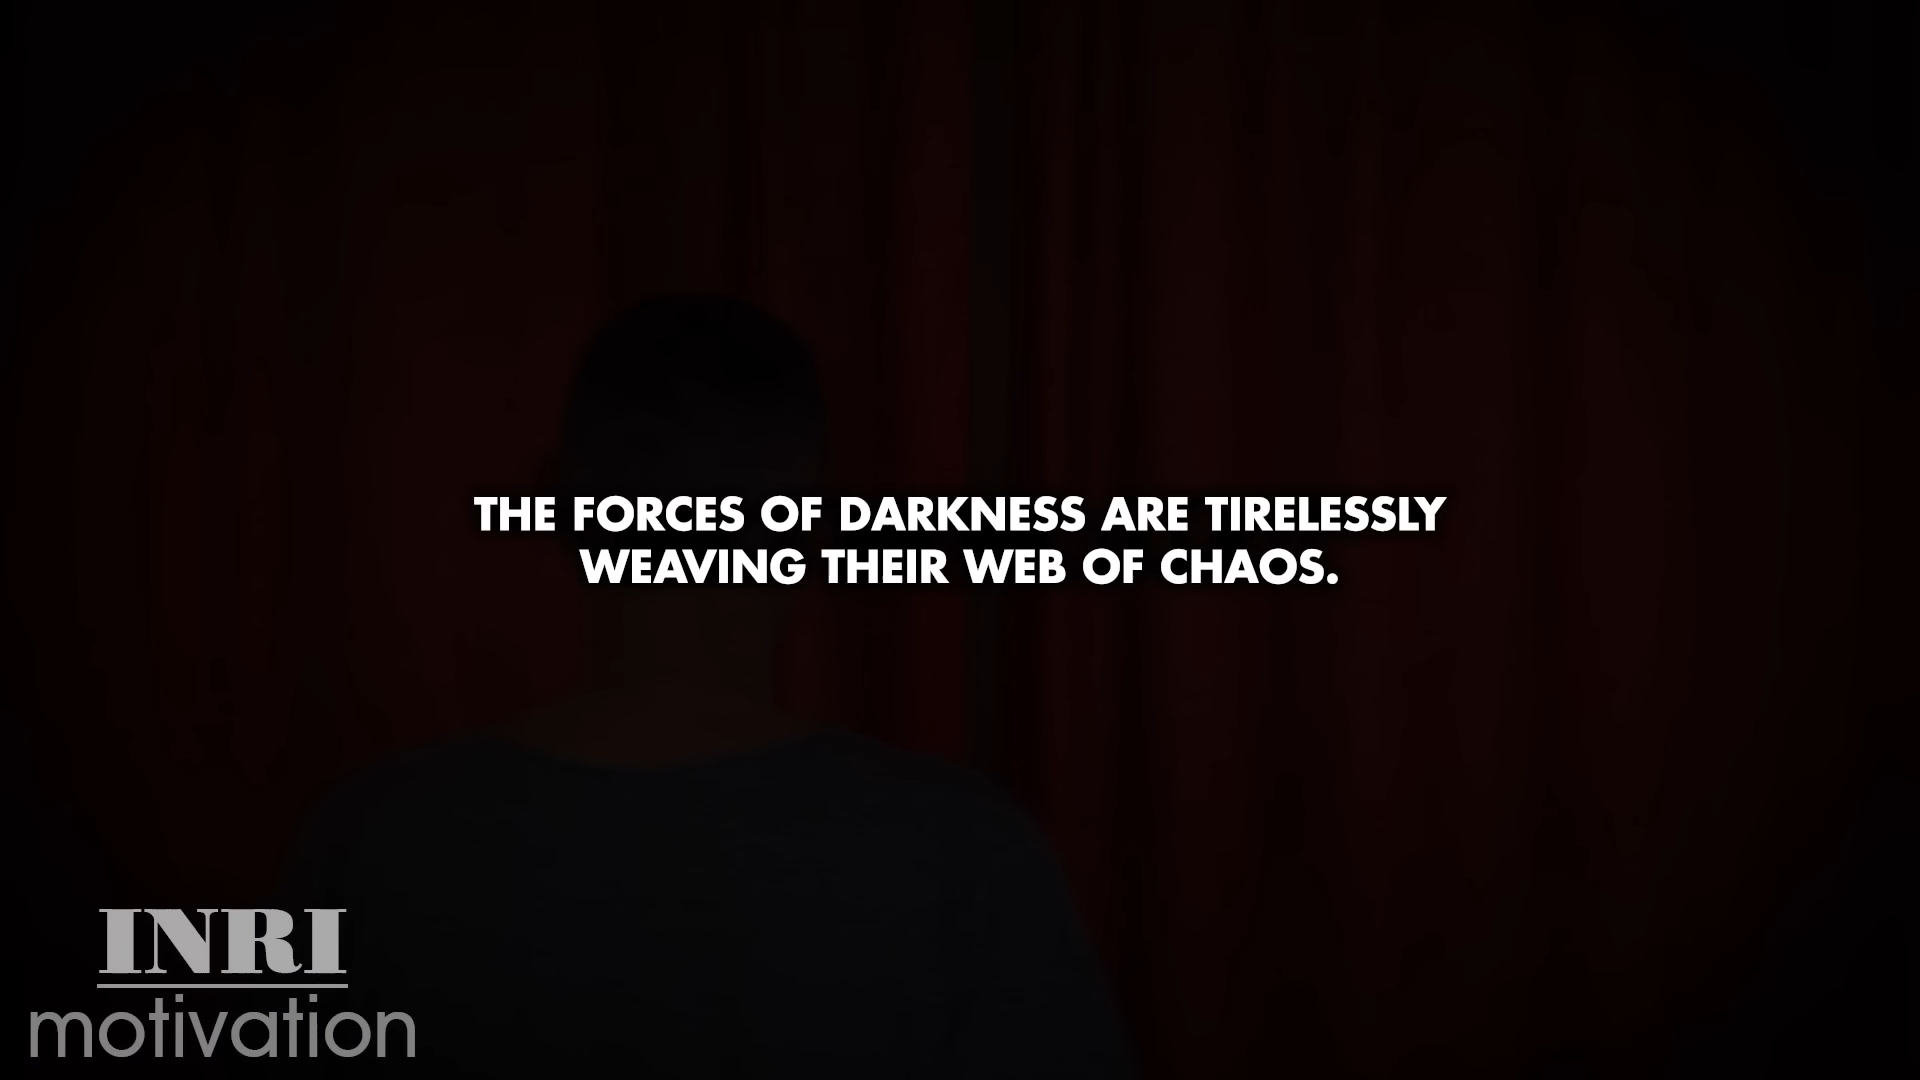 THE FORCES OF DARKNESS ARE TIRELESSLY
WEAVING THEIR WEB OF CHAOS.
INRI
motivation